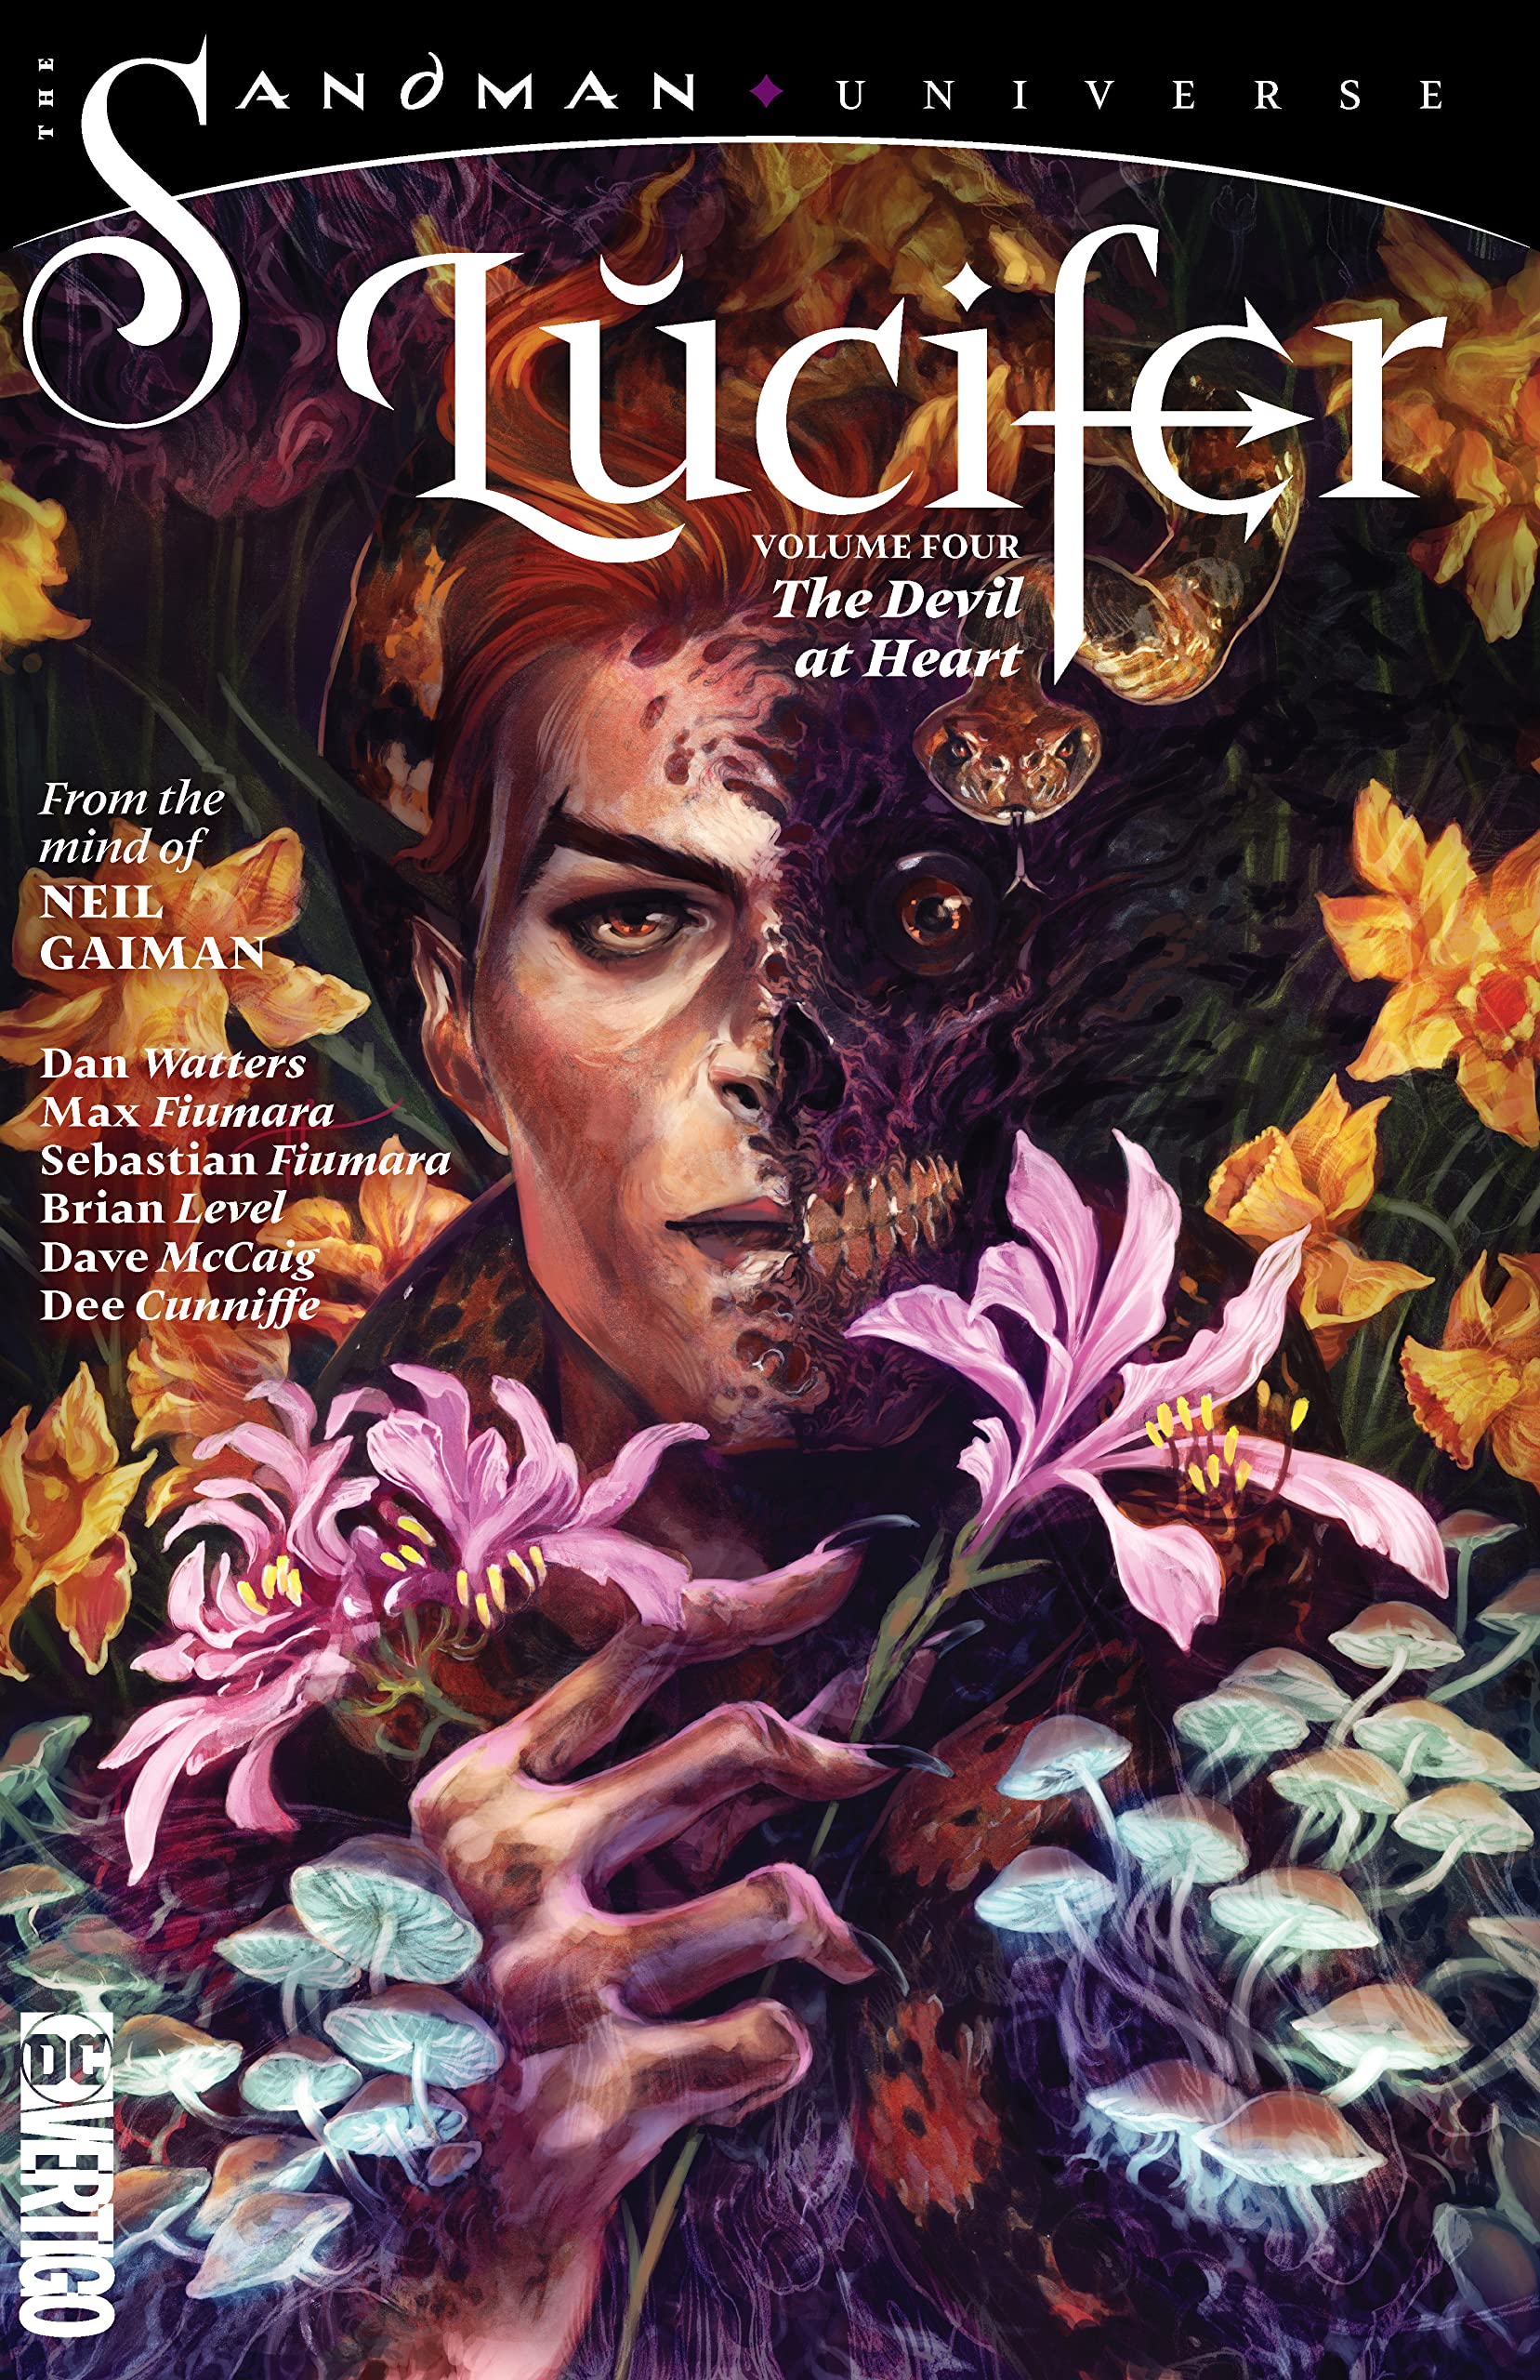 THE SANDMAN UNIVERSE
Lucifer
VOLUME FOUR
The Devil
at Heart
From the
mind of
NEIL
GAIMAN
Dan Watters
Max Fiumara
Sebastian Fiumara
Brian Level
Dave McCaig
Dee Cunniffe
DC
VERTIGO